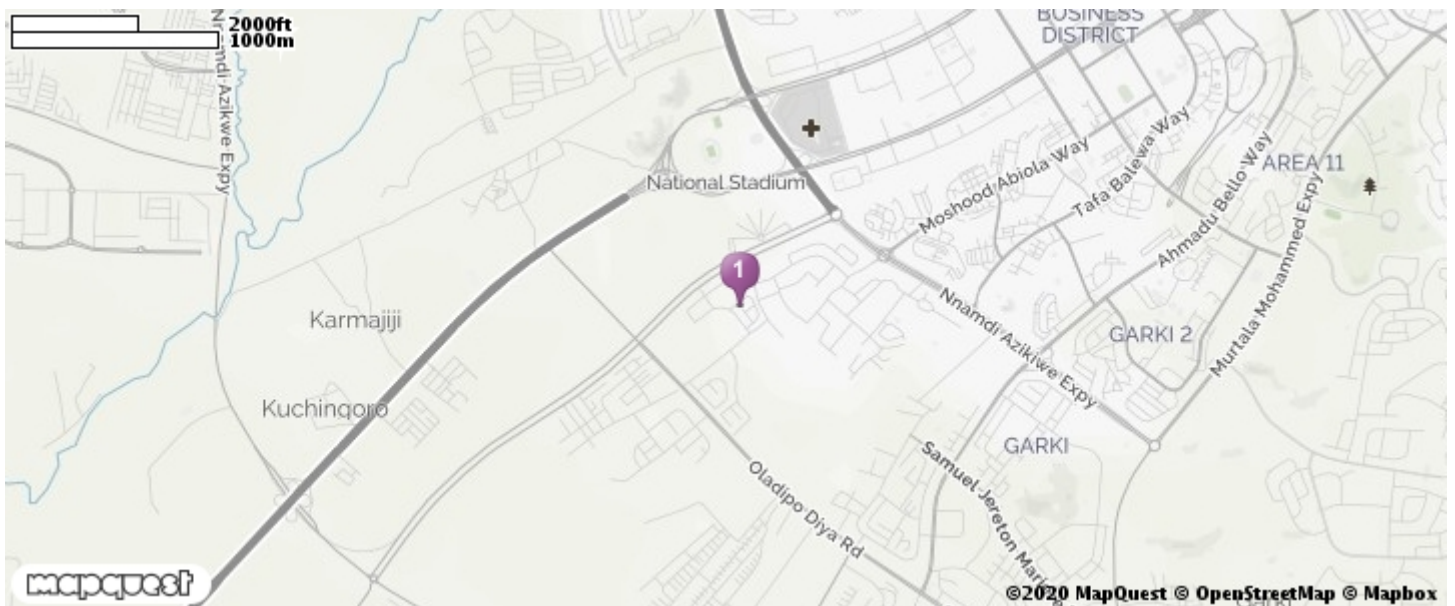 2000ft
1000m
Nnamdi Azikwe Expy
BUSINESS
DISTRICT
National Stadium
Moshood Abiola Way
Tafa Balewa Way
Ahmadu Bello Way
AREA 11
Murtala Mohammed Expy
1
Nnamdi Azikiwe Expy
GARKI 2
Karmajiji
Kuchingoro
GARKI
Samuel Jereton Mari
Oladipo Diya Rd
mapquest
©2020 MapQuest © OpenStreetMap © Mapbox